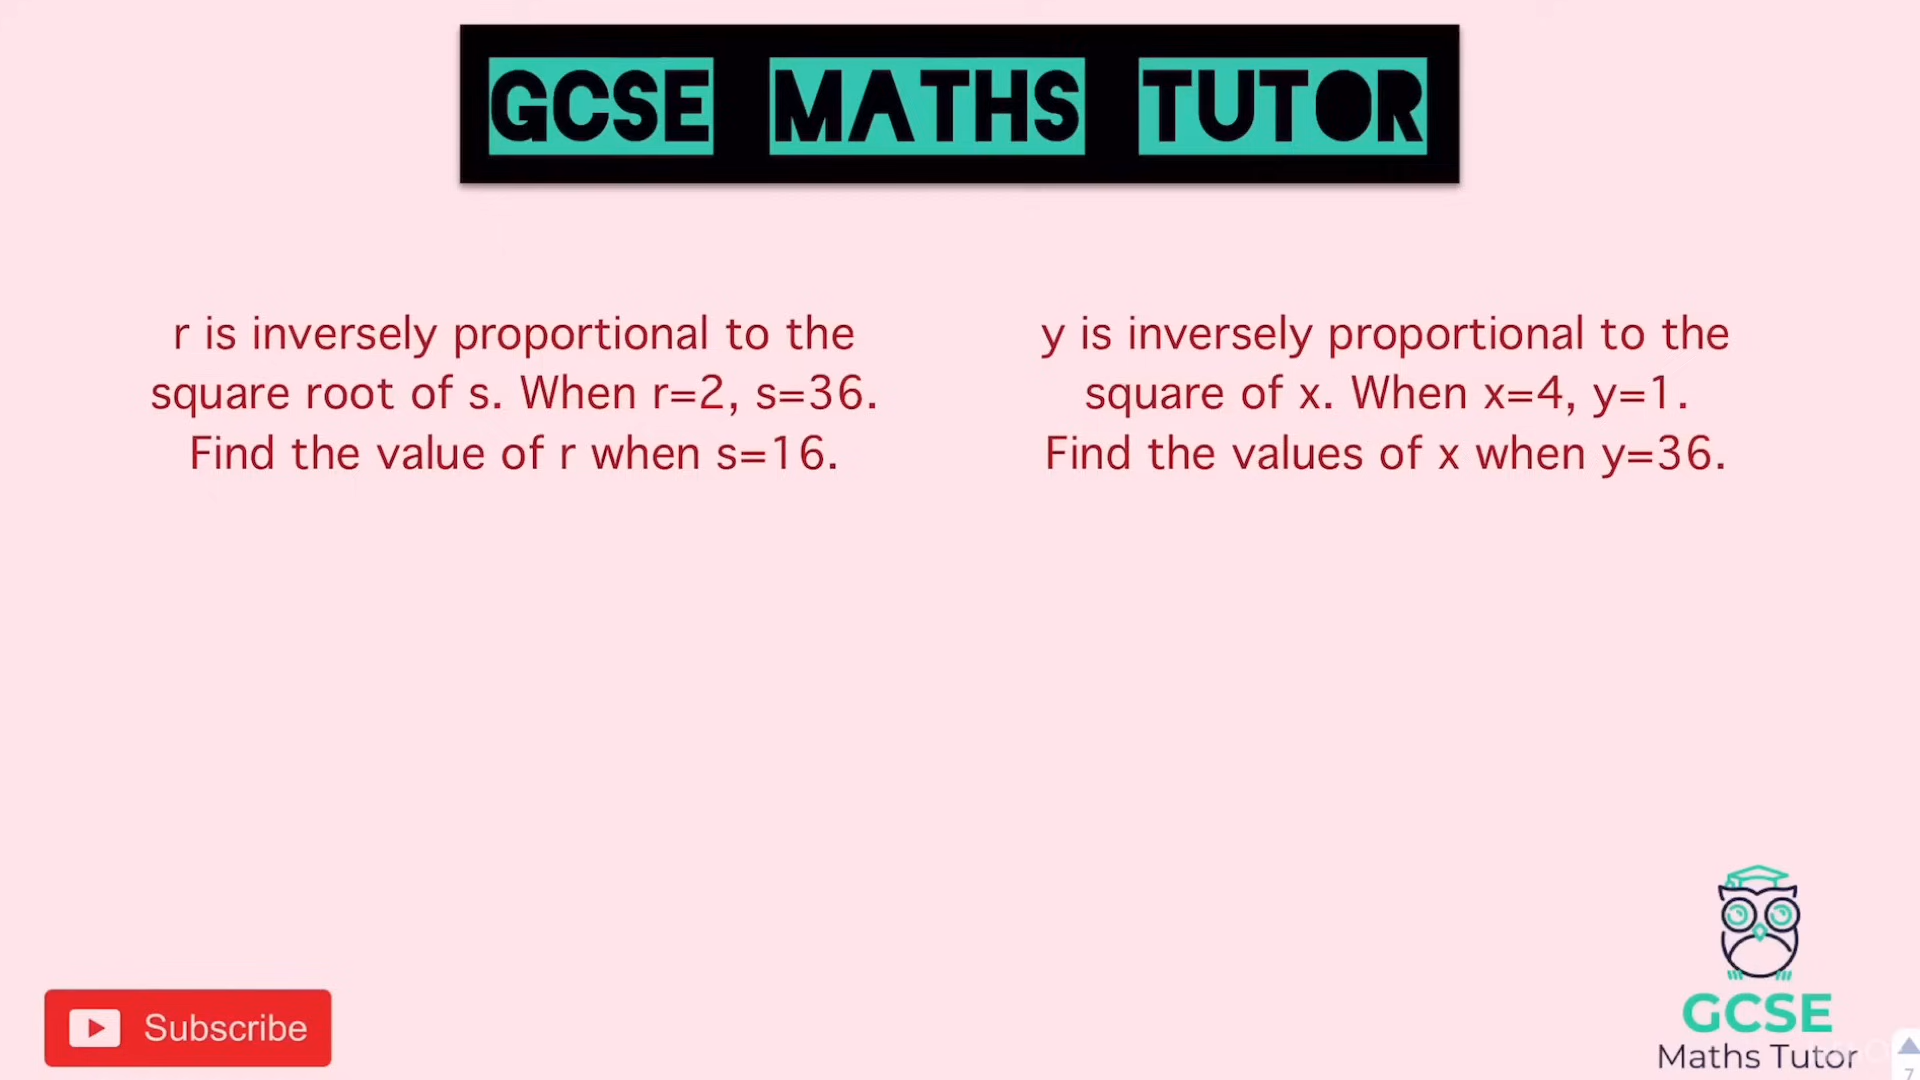 GCSE MATHS TUTOR
r is inversely proportional to the
square root of s. When r=2, s=36.
Find the value of r when s=16.
y is inversely proportional to the
square of x. When x=4, y=1.
Find the values of x when y=36.
Subscribe
GCSE
Maths Tutor
7